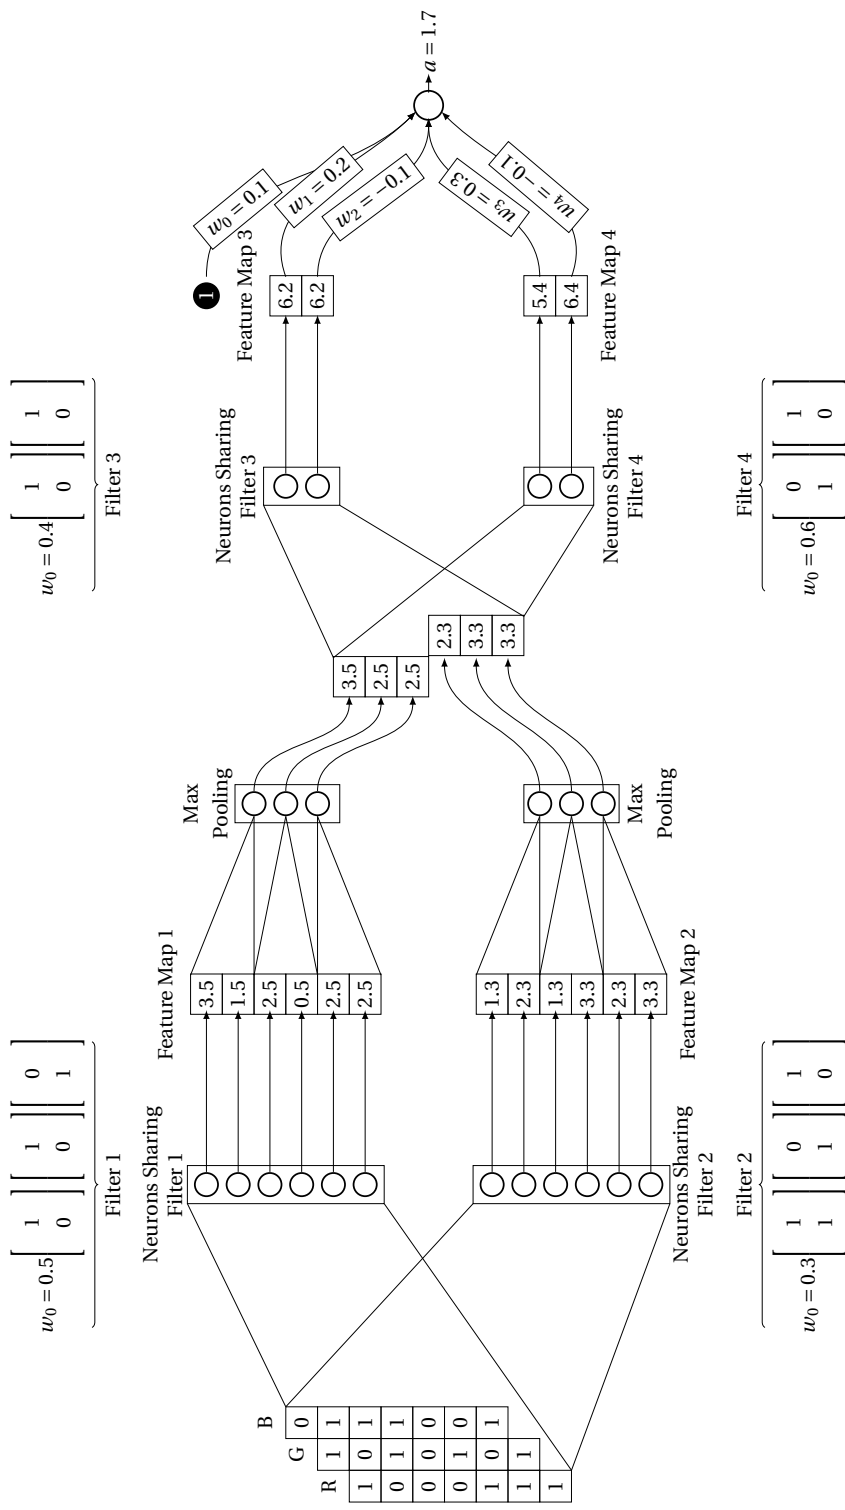 w₀ = 0.5
1 1 0
0 0 1
Filter 1
w₀ = 0.4
1 1
0 0
Filter 3
Neurons Sharing
Filter 1
Feature Map 1
Max
Pooling
Neurons Sharing
Filter 3
Feature Map 3
1
w₀ = 0.1
w₁ = 0.2
w₂ = −0.1
w₃ = 0.3
w₄ = −0.1
a = 1.7
B
0
1
1
1
0
0
1
G
1
0
1
0
1
0
1
R
1
0
0
0
1
1
1
3.5
1.5
2.5
0.5
2.5
2.5
1.3
2.3
1.3
3.3
2.3
3.3
3.5
2.5
2.5
2.3
3.3
3.3
6.2
6.2
5.4
6.4
Neurons Sharing
Filter 2
Feature Map 2
Max
Pooling
Neurons Sharing
Filter 4
Feature Map 4
Filter 2
w₀ = 0.3
1 0 1
1 1 0
Filter 4
w₀ = 0.6
0 1
1 0